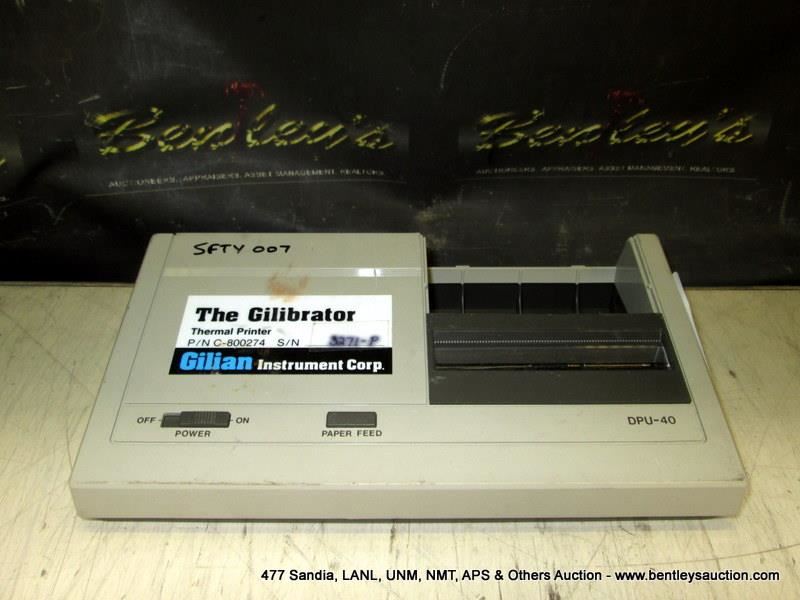 Bentley's
AUCTIONEERS, APPRAISERS, ASSET MANAGEMENT, REALTORS
Bentley's
AUCTIONEERS, APPRAISERS, ASSET MANAGEMENT, REALTORS
SFTY 007
The Gilibrator
Thermal Printer
P/N C-800274 S/N 3271-P
Gilian Instrument Corp.
OFF ON
POWER
PAPER FEED
DPU-40
477 Sandia, LANL, UNM, NMT, APS & Others Auction - www.bentleysauction.com